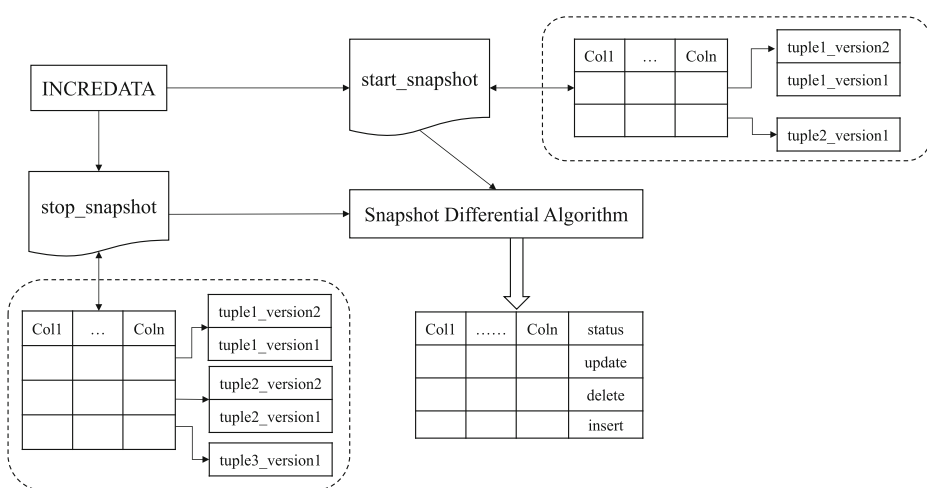 INCREDATA
start_snapshot
Col1 … Coln
tuple1_version2
tuple1_version1
tuple2_version1
stop_snapshot
Snapshot Differential Algorithm
Col1 … Coln
tuple1_version2
tuple1_version1
tuple2_version2
tuple2_version1
tuple3_version1
Col1 …… Coln status
update
delete
insert